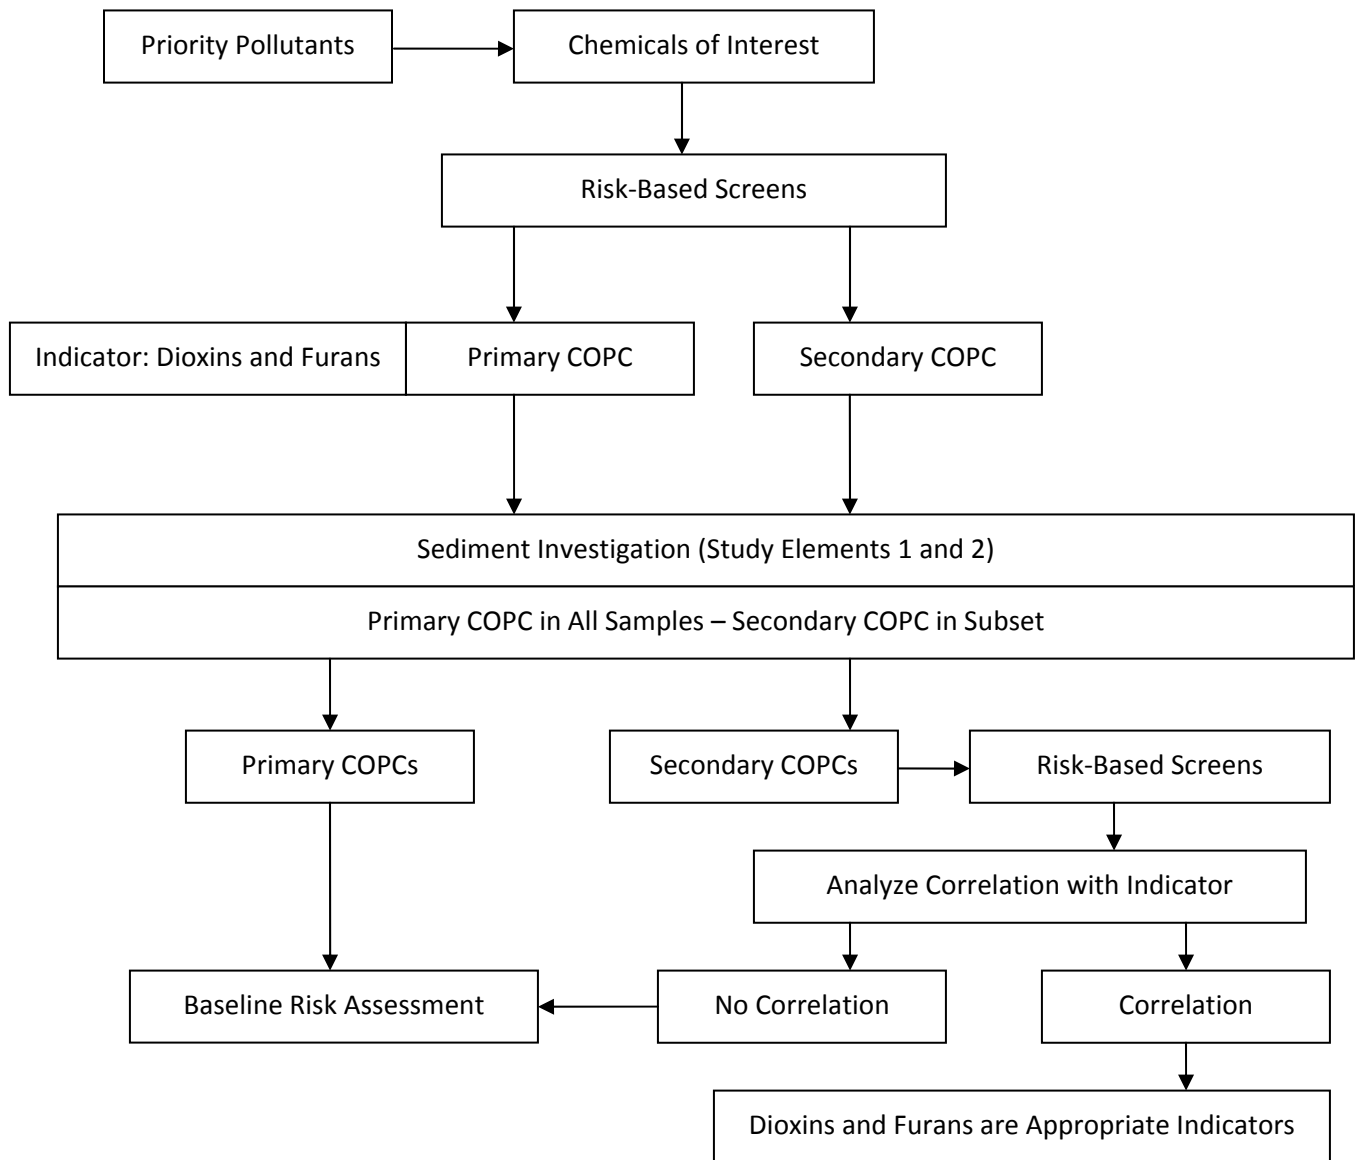 Priority Pollutants
Chemicals of Interest
Risk-Based Screens
Indicator: Dioxins and Furans
Primary COPC
Secondary COPC
Sediment Investigation (Study Elements 1 and 2)
Primary COPC in All Samples – Secondary COPC in Subset
Primary COPCs
Secondary COPCs
Risk-Based Screens
Analyze Correlation with Indicator
Baseline Risk Assessment
No Correlation
Correlation
Dioxins and Furans are Appropriate Indicators